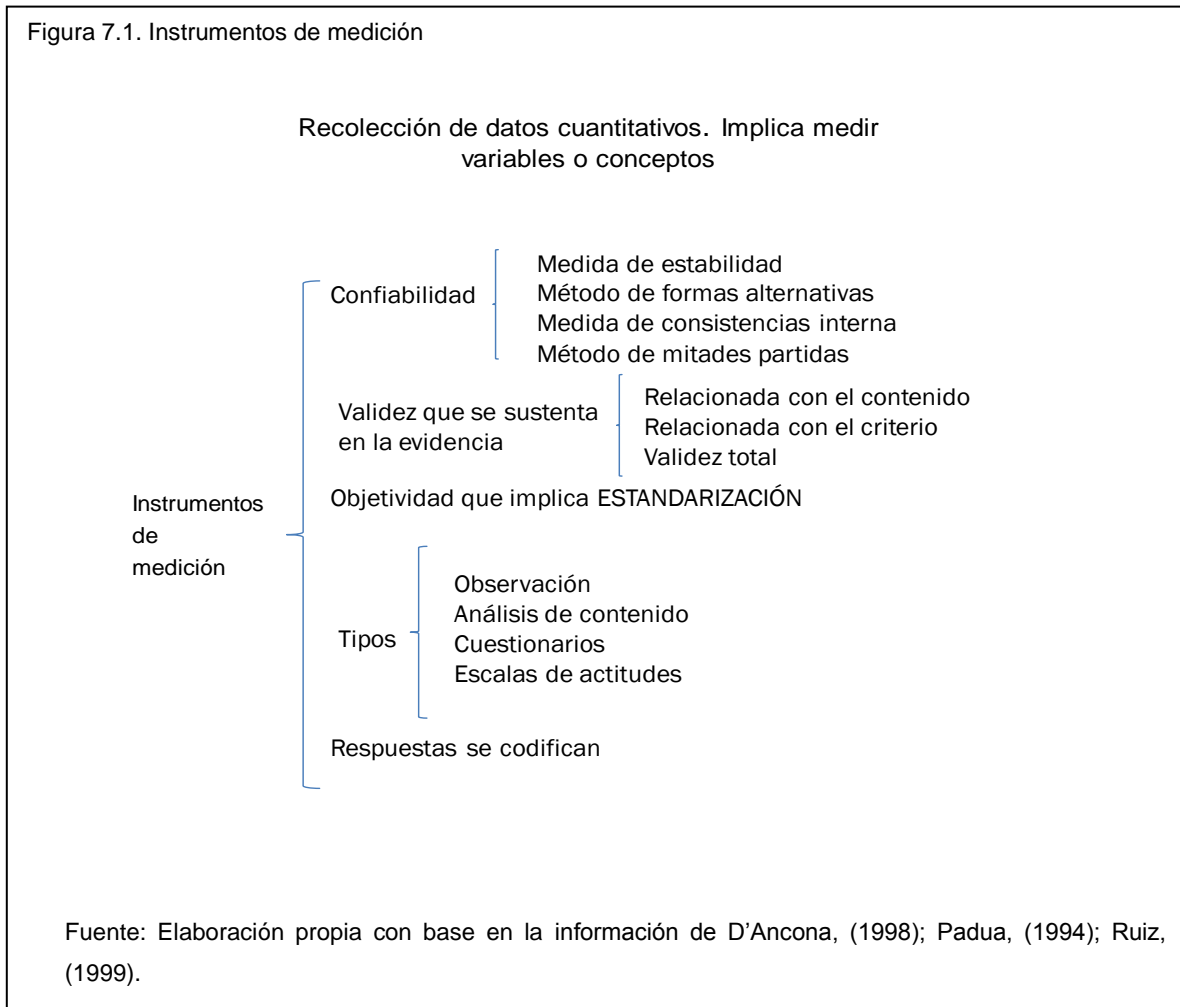 Figura 7.1. Instrumentos de medición
Recolección de datos cuantitativos. Implica medir
variables o conceptos
Instrumentos
de
medición
Confiabilidad
Medida de estabilidad
Método de formas alternativas
Medida de consistencias interna
Método de mitades partidas
Validez que se sustenta
en la evidencia
Relacionada con el contenido
Relacionada con el criterio
Validez total
Objetividad que implica ESTANDARIZACIÓN
Tipos
Observación
Análisis de contenido
Cuestionarios
Escalas de actitudes
Respuestas se codifican
Fuente: Elaboración propia con base en la información de D’Ancona, (1998); Padua, (1994); Ruiz,
(1999).